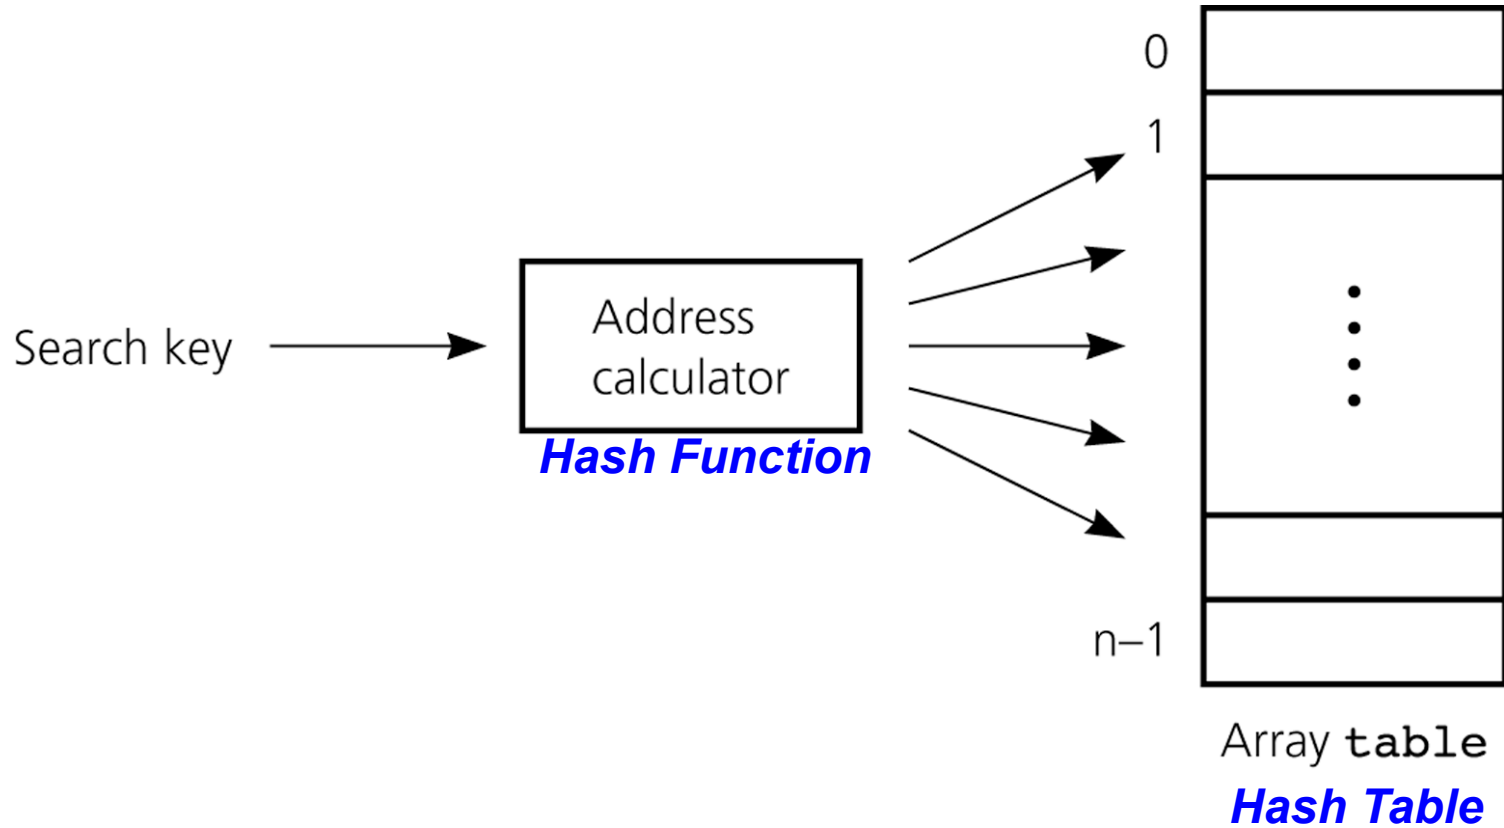 0
1
Search key
Address
calculator
Hash Function
n–1
Array table
Hash Table